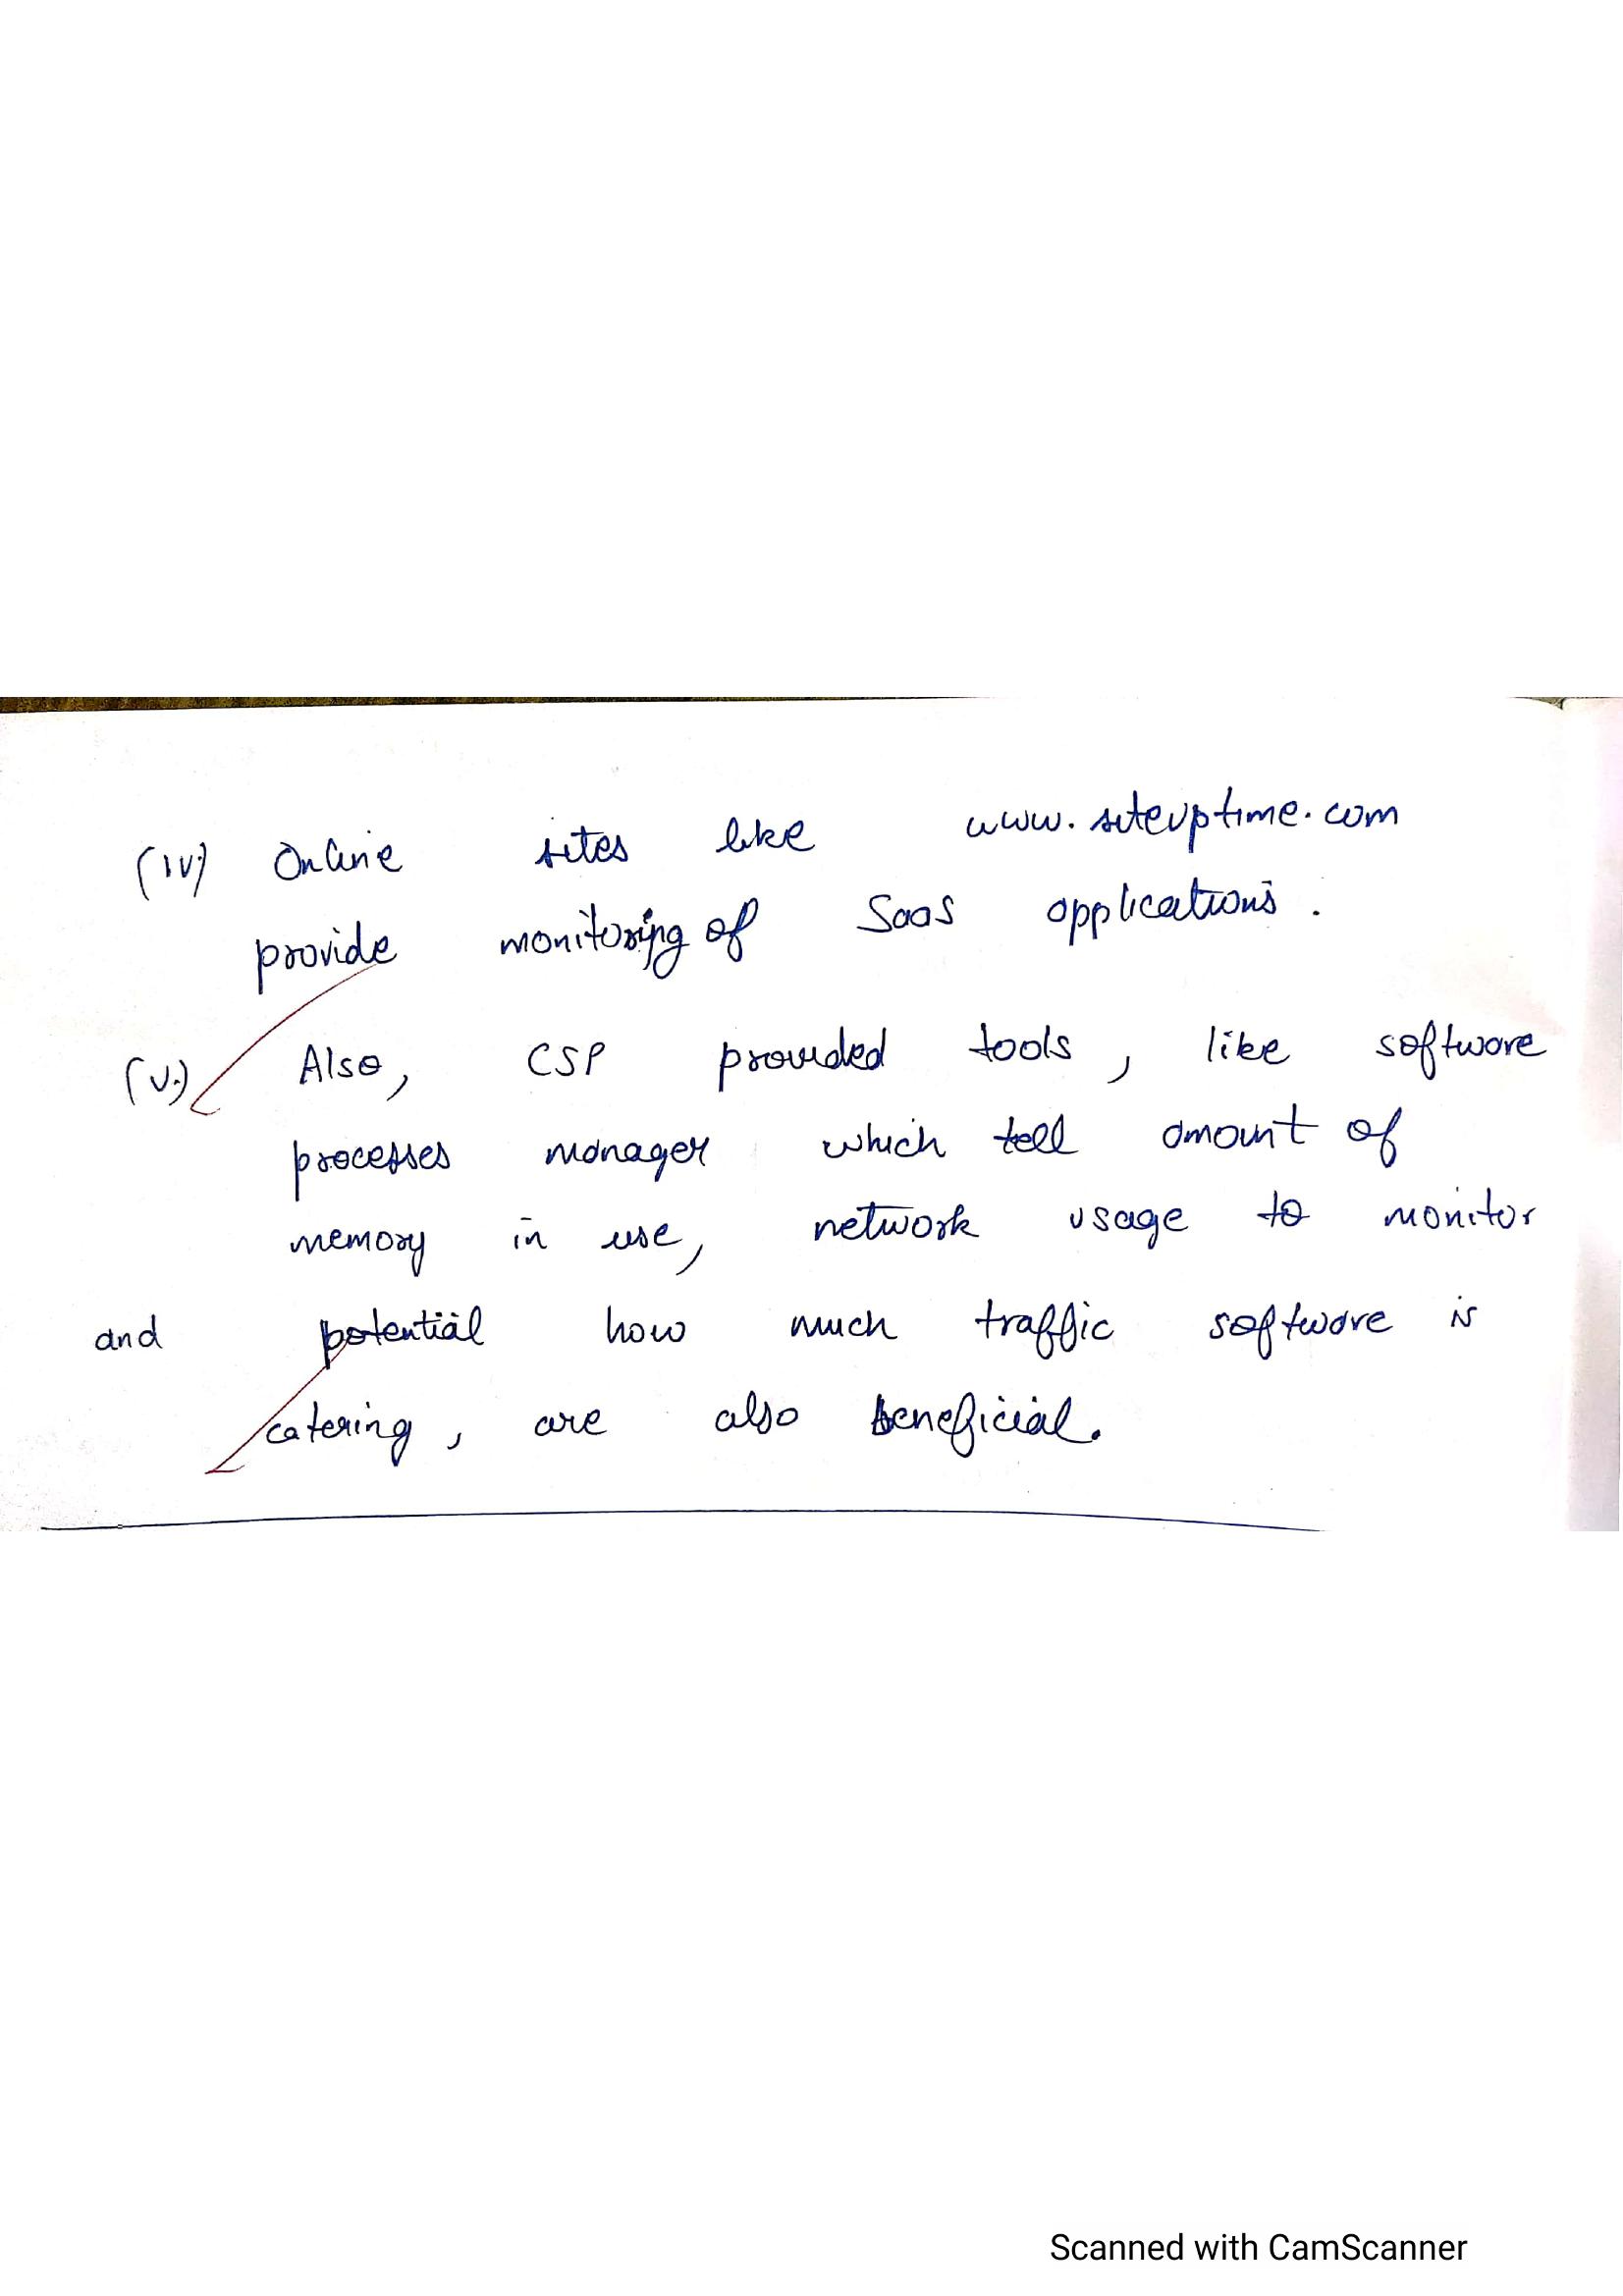 (iv) Online sites like www.siteuptime.com
provide monitoring of SaaS applications.
(v.) Also, CSP provided tools, like software
processes manager which tell amount of
memory in use, network usage to monitor
and potential how much traffic software is
catering, are also beneficial.
Scanned with CamScanner